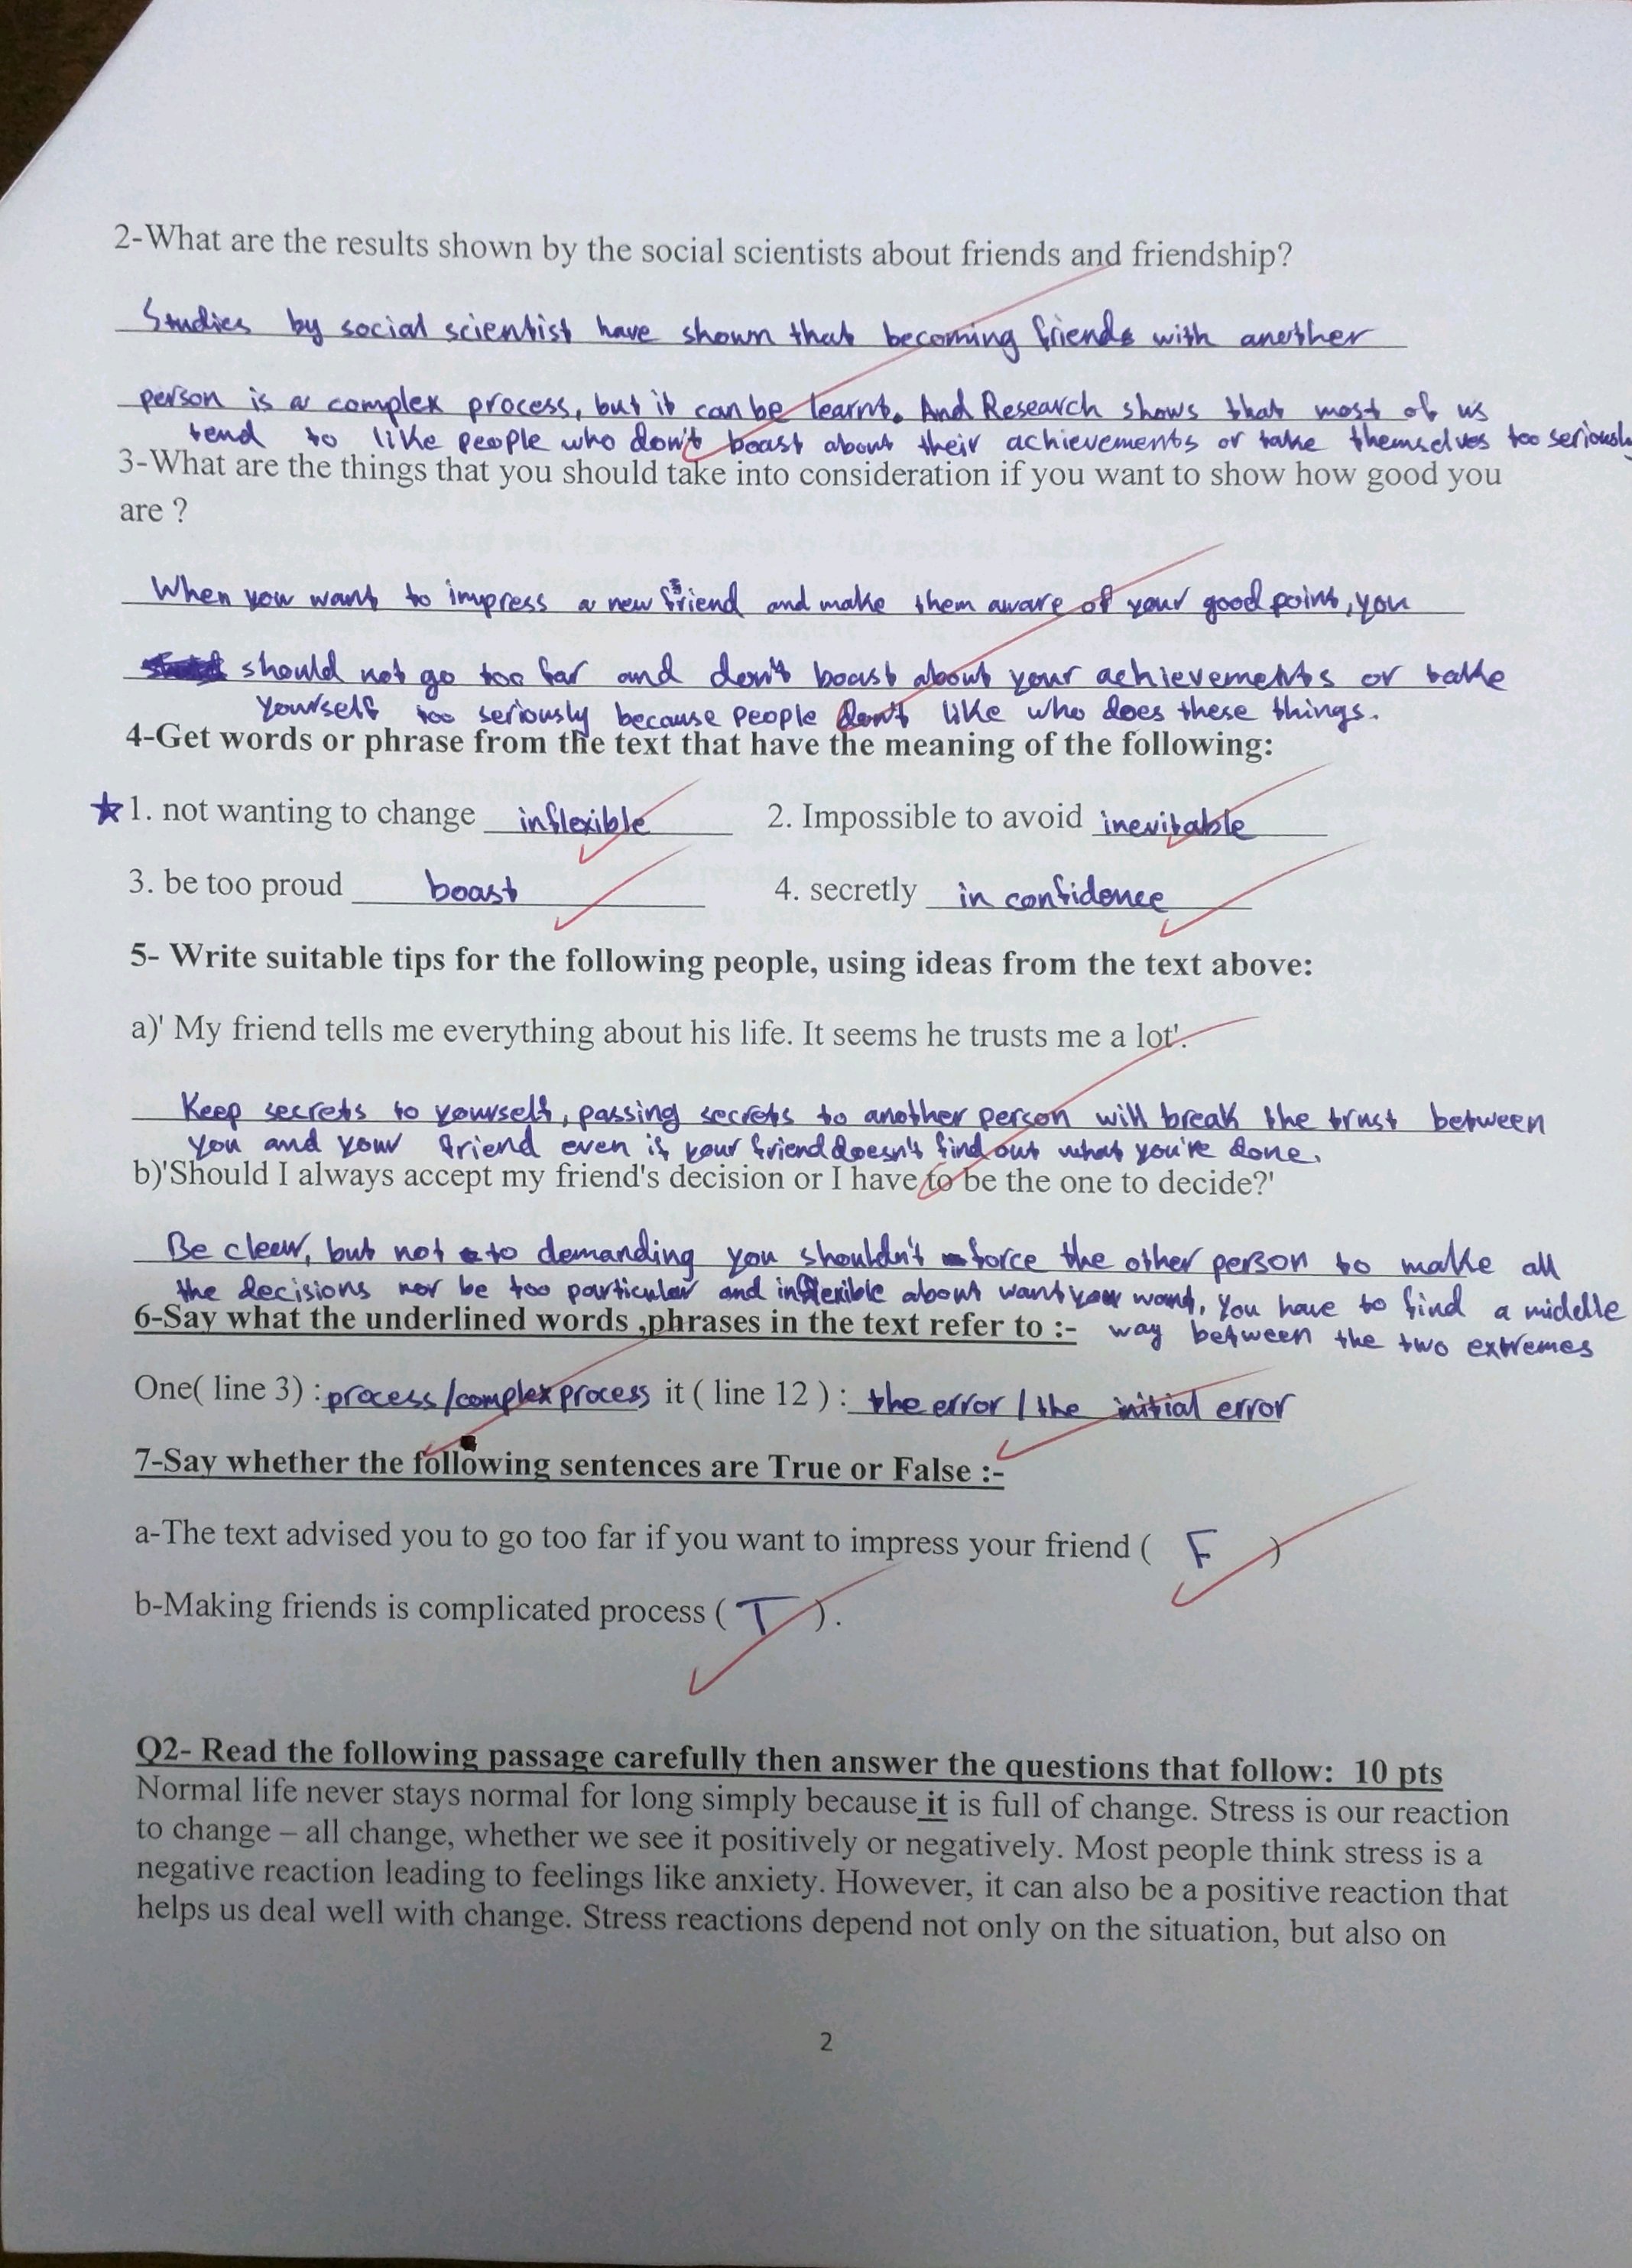 2-What are the results shown by the social scientists about friends and friendship?
Studies by social scientist have shown that becoming friends with another
person is a complex process, but it can be learnt. And Research shows that most of us
tend to like people who don't boast about their achievements or take themselves too seriously
3-What are the things that you should take into consideration if you want to show how good you
are ?
When you want to impress a new friend and make them aware of your good point, you
should not go too far and don't boast about your achievements or take
yourself too seriously because people don't like who does these things.
4-Get words or phrase from the text that have the meaning of the following:
★1. not wanting to change inflexible 2. Impossible to avoid inevitable
3. be too proud boast 4. secretly in confidence
5- Write suitable tips for the following people, using ideas from the text above:
a)' My friend tells me everything about his life. It seems he trusts me a lot'.
Keep secrets to yourself, passing secrets to another person will break the trust between
you and your friend even if your friend doesn't find out what you're done.
b)'Should I always accept my friend's decision or I have to be the one to decide?'
Be clear, but not to demanding you shouldn't force the other person to make all
the decisions nor be too particular and inflexible about want you want, you have to find a middle
6-Say what the underlined words ,phrases in the text refer to :- way between the two extremes
One( line 3) : process/complex process it ( line 12 ) : the error / the initial error
7-Say whether the following sentences are True or False :-
a-The text advised you to go too far if you want to impress your friend ( F )
b-Making friends is complicated process ( T ).
Q2- Read the following passage carefully then answer the questions that follow: 10 pts
Normal life never stays normal for long simply because it is full of change. Stress is our reaction
to change – all change, whether we see it positively or negatively. Most people think stress is a
negative reaction leading to feelings like anxiety. However, it can also be a positive reaction that
helps us deal well with change. Stress reactions depend not only on the situation, but also on
2